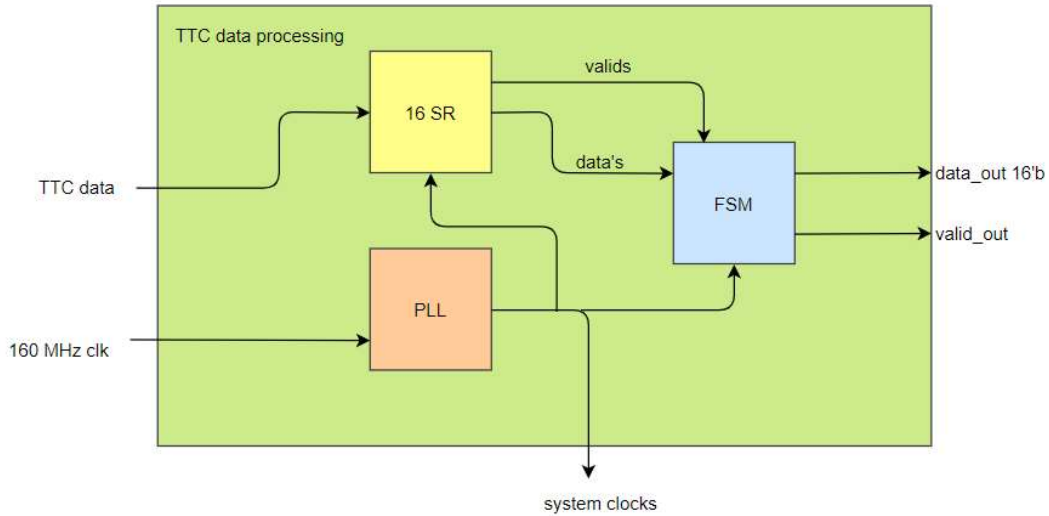 TTC data processing
valids
16 SR
data's
TTC data
data_out 16'b
FSM
valid_out
PLL
160 MHz clk
system clocks